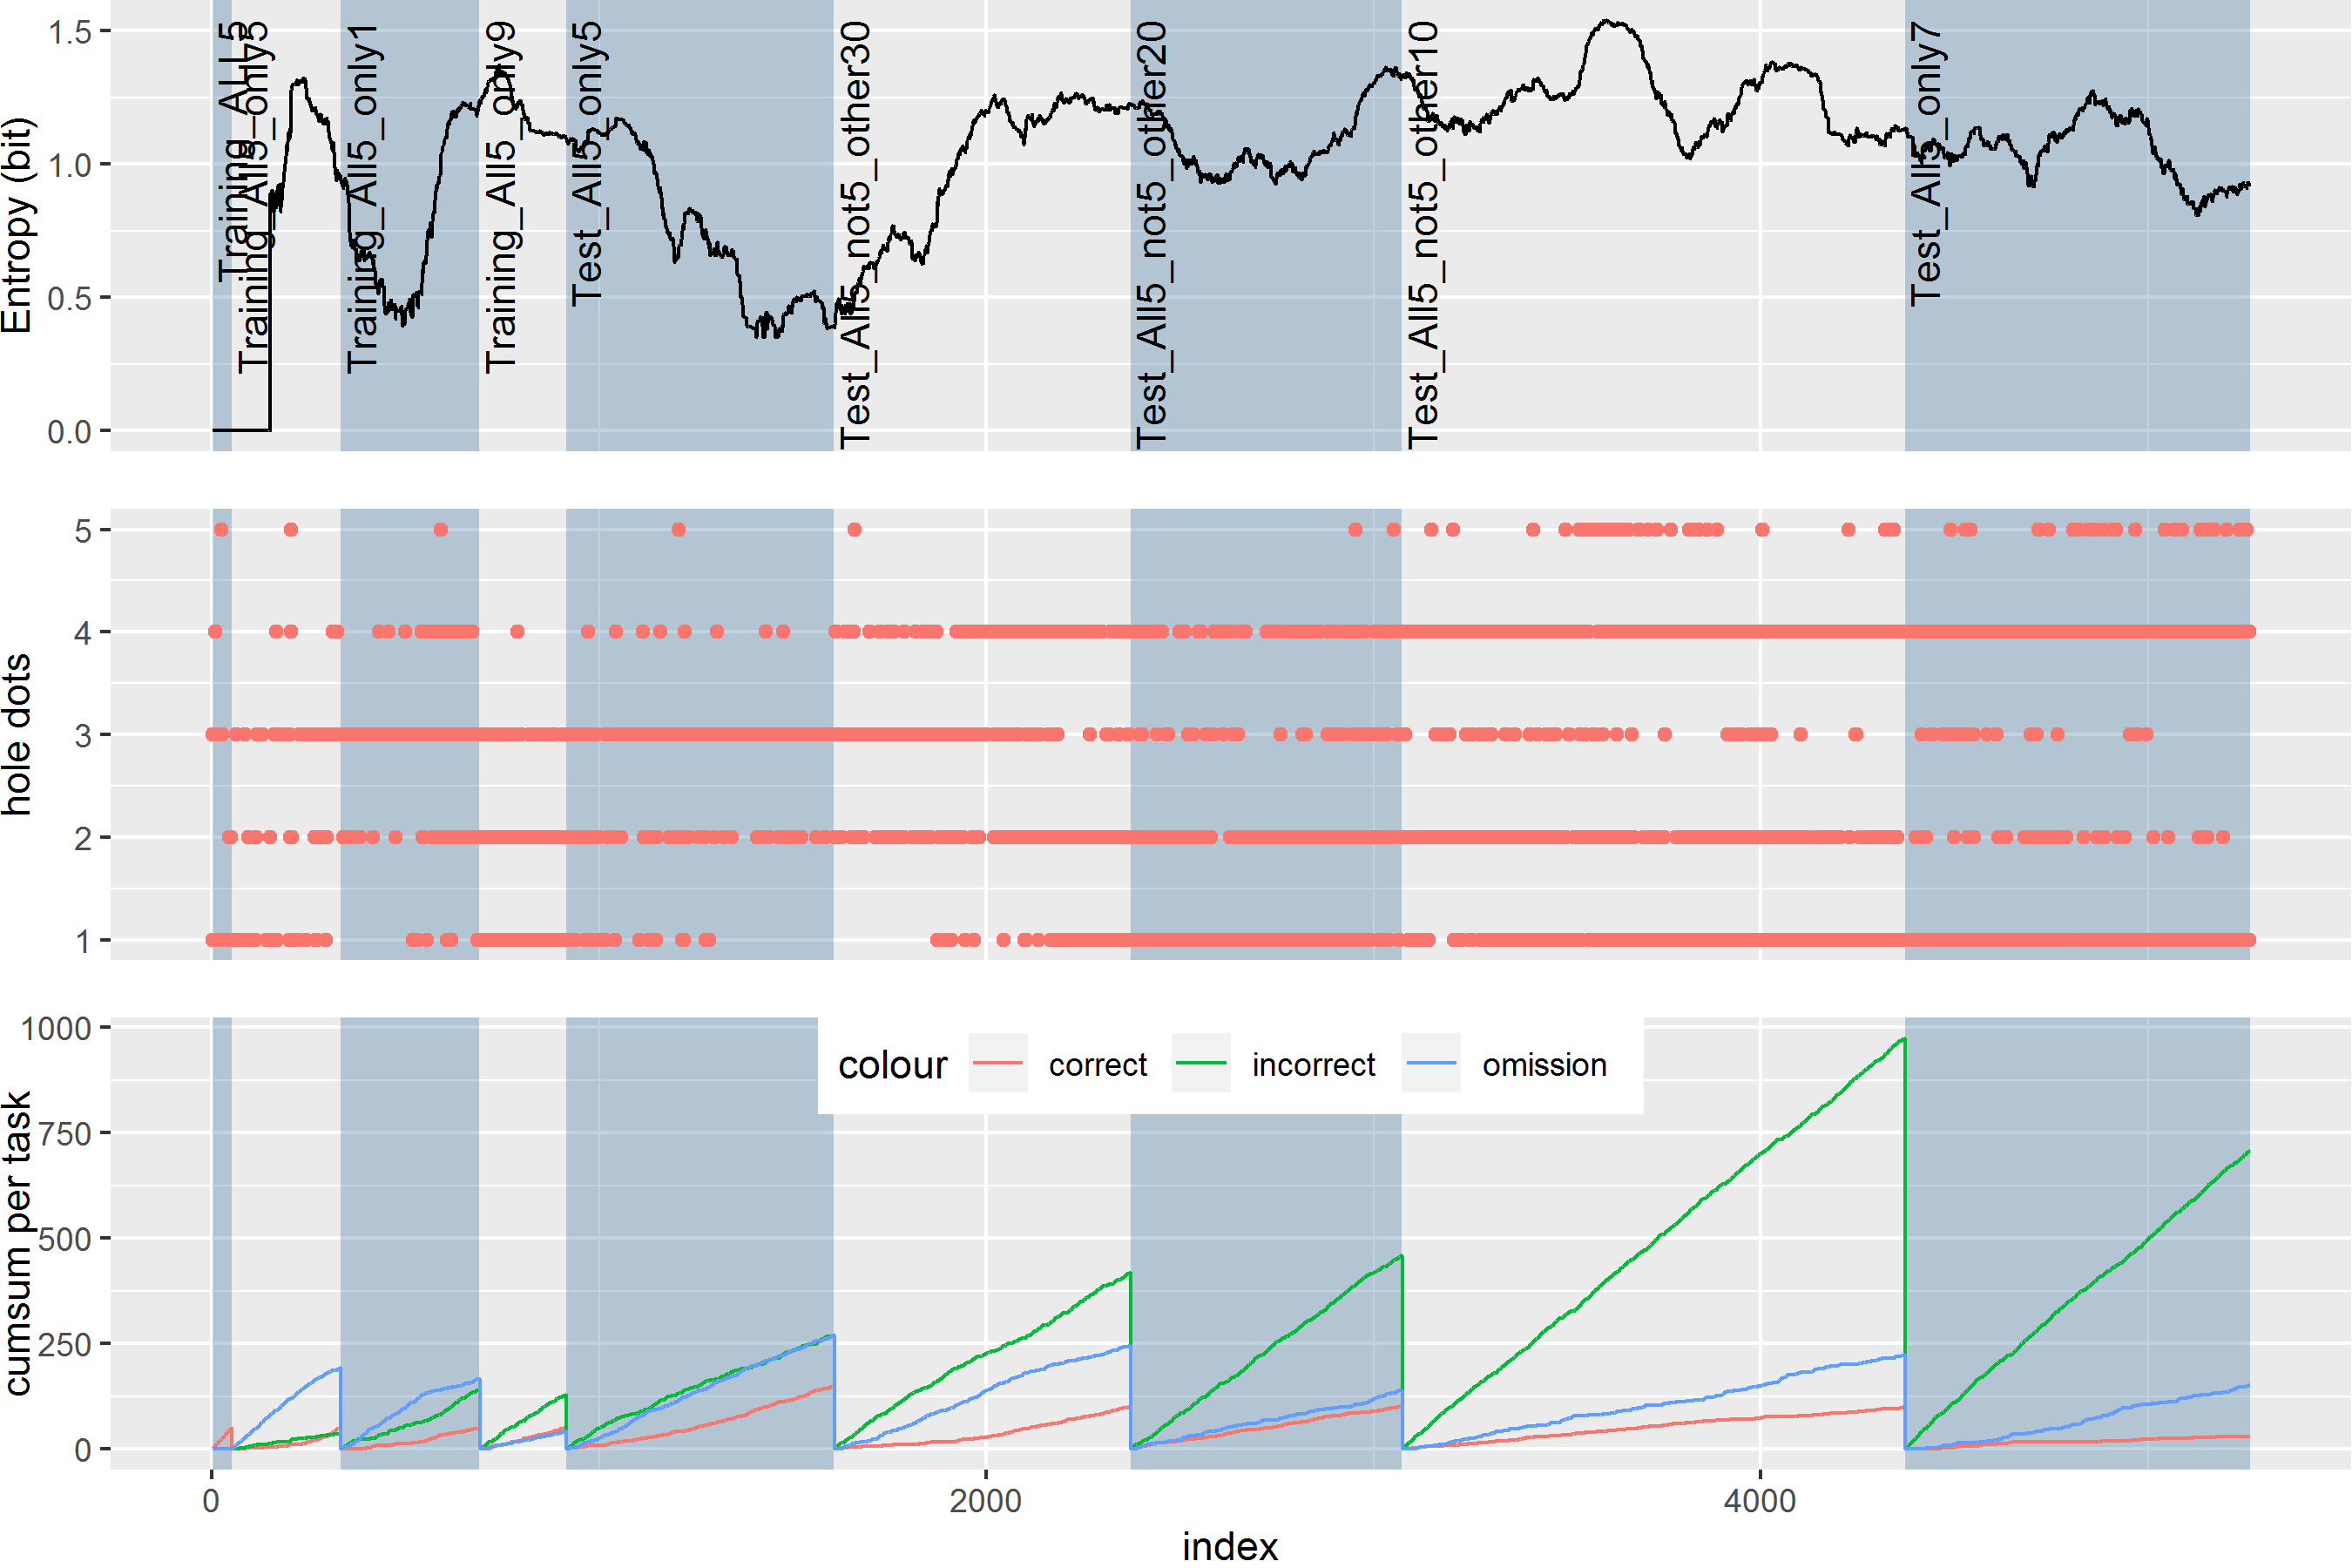 Entropy (bit)
1.5
1.0
0.5
0.0
Training_ALL5
Training_All5_only5
Training_All5_only1
Training_All5_only9
Test_All5_only5
Test_All5_not5_other30
Test_All5_not5_other20
Test_All5_not5_other10
Test_All5_only7
hole dots
5
4
3
2
1
cumsum per task
1000
750
500
250
0
colour correct incorrect omission
0 2000 4000
index